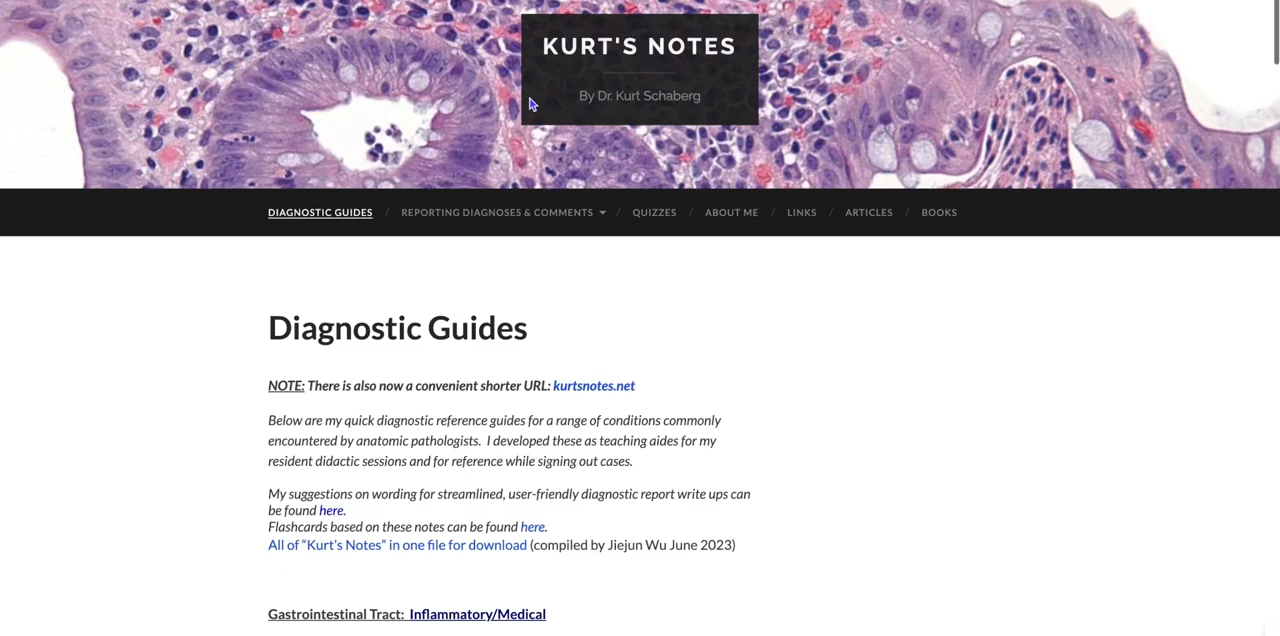 KURT'S NOTES
By Dr. Kurt Schaberg
DIAGNOSTIC GUIDES / REPORTING DIAGNOSES & COMMENTS / QUIZZES / ABOUT ME / LINKS / ARTICLES / BOOKS
Diagnostic Guides
NOTE: There is also now a convenient shorter URL: kurtsnotes.net
Below are my quick diagnostic reference guides for a range of conditions commonly
encountered by anatomic pathologists. I developed these as teaching aides for my
resident didactic sessions and for reference while signing out cases.
My suggestions on wording for streamlined, user-friendly diagnostic report write ups can
be found here.
Flashcards based on these notes can be found here.
All of “Kurt’s Notes” in one file for download (compiled by Jiejun Wu June 2023)
Gastrointestinal Tract: Inflammatory/Medical